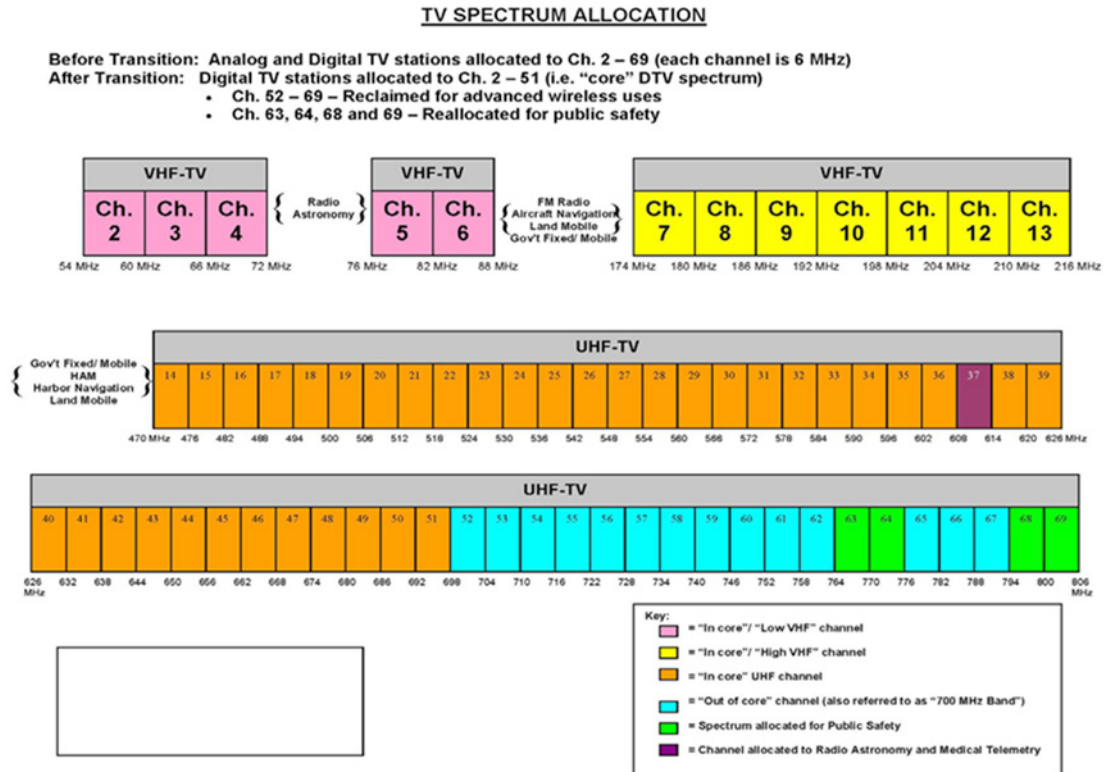 TV SPECTRUM ALLOCATION
Before Transition: Analog and Digital TV stations allocated to Ch. 2 – 69 (each channel is 6 MHz)
After Transition: Digital TV stations allocated to Ch. 2 – 51 (i.e. “core” DTV spectrum)
• Ch. 52 – 69 – Reclaimed for advanced wireless uses
• Ch. 63, 64, 68 and 69 – Reallocated for public safety
VHF-TV
Ch. 2 Ch. 3 Ch. 4
54 MHz 60 MHz 66 MHz 72 MHz
Radio
Astronomy
VHF-TV
Ch. 5 Ch. 6
76 MHz 82 MHz 88 MHz
FM Radio
Aircraft Navigation
Land Mobile
Gov't Fixed/ Mobile
VHF-TV
Ch. 7 Ch. 8 Ch. 9 Ch. 10 Ch. 11 Ch. 12 Ch. 13
174 MHz 180 MHz 186 MHz 192 MHz 198 MHz 204 MHz 210 MHz 216 MHz
Gov't Fixed/ Mobile
HAM
Harbor Navigation
Land Mobile
UHF-TV
14 15 16 17 18 19 20 21 22 23 24 25 26 27 28 29 30 31 32 33 34 35 36 37 38 39
470 MHz 476 482 488 494 500 506 512 518 524 530 536 542 548 554 560 566 572 578 584 590 596 602 608 614 620 626 MHz
UHF-TV
40 41 42 43 44 45 46 47 48 49 50 51 52 53 54 55 56 57 58 59 60 61 62 63 64 65 66 67 68 69
626 MHz 632 638 644 650 656 662 668 674 680 686 692 698 704 710 716 722 728 734 740 746 752 758 764 770 776 782 788 794 800 806 MHz
Key:
= “In core”/ “Low VHF” channel
= “In core”/ “High VHF” channel
= “In core” UHF channel
= “Out of core” channel (also referred to as “700 MHz Band”)
= Spectrum allocated for Public Safety
= Channel allocated to Radio Astronomy and Medical Telemetry